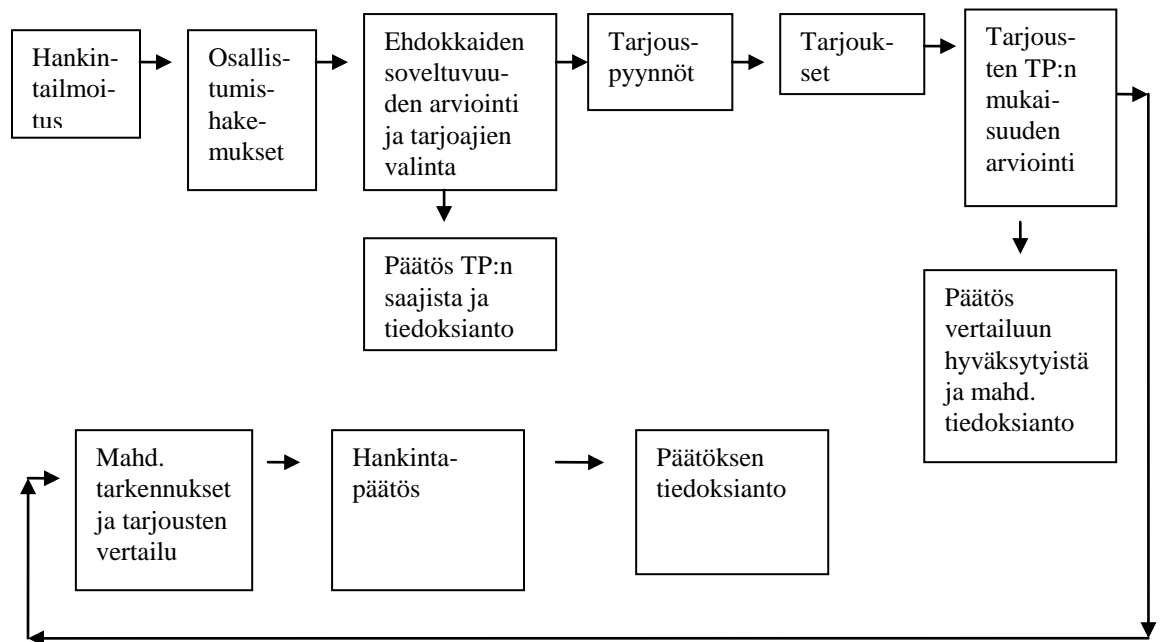 Hankin-
tailmoi-
tus
Osallis-
tumis-
hake-
mukset
Ehdokkaiden
soveltuvuu-
den arviointi
ja tarjoajien
valinta
Tarjous-
pyynnöt
Tarjouk-
set
Tarjous-
ten TP:n
mukai-
suuden
arviointi
Päätös TP:n
saajista ja
tiedoksianto
Päätös
vertailuun
hyväksytyistä
ja mahd.
tiedoksianto
Mahd.
tarkennukset
ja tarjousten
vertailu
Hankinta-
päätös
Päätöksen
tiedoksianto